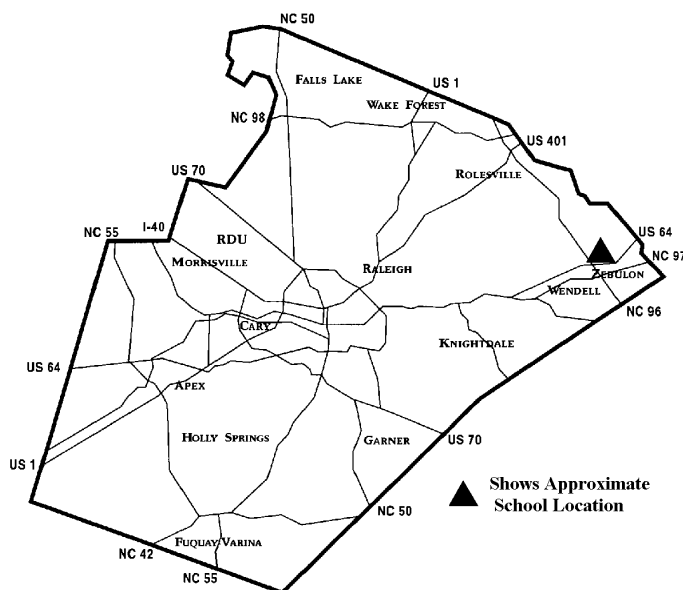 NC 50
FALLS LAKE
US 1
WAKE FOREST
NC 98
US 401
ROLESVILLE
US 70
I-40
NC 55
RDU
MORRISVILLE
RALEIGH
US 64
NC 97
ZEBULON
WENDELL
NC 96
CARY
KNIGHTDALE
US 64
APEX
HOLLY SPRINGS
GARNER
US 70
US 1
Shows Approximate
School Location
NC 50
FUQUAY-VARINA
NC 42
NC 55